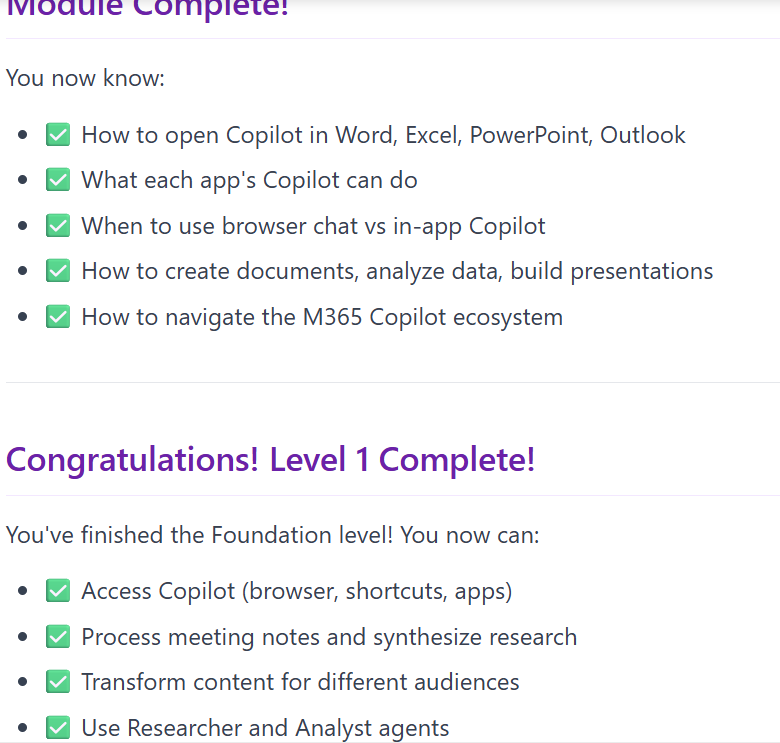 Module Complete!
You now know:
✅ How to open Copilot in Word, Excel, PowerPoint, Outlook
✅ What each app's Copilot can do
✅ When to use browser chat vs in-app Copilot
✅ How to create documents, analyze data, build presentations
✅ How to navigate the M365 Copilot ecosystem
Congratulations! Level 1 Complete!
You've finished the Foundation level! You now can:
✅ Access Copilot (browser, shortcuts, apps)
✅ Process meeting notes and synthesize research
✅ Transform content for different audiences
✅ Use Researcher and Analyst agents